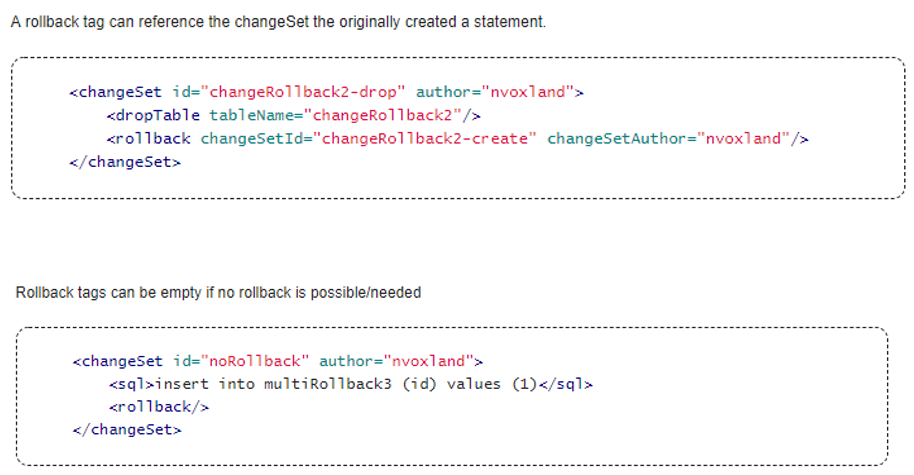 A rollback tag can reference the changeSet the originally created a statement.
<changeSet id="changeRollback2-drop" author="nvoxland">
<dropTable tableName="changeRollback2"/>
<rollback changeSetId="changeRollback2-create" changeSetAuthor="nvoxland"/>
</changeSet>
Rollback tags can be empty if no rollback is possible/needed
<changeSet id="noRollback" author="nvoxland">
<sql>insert into multiRollback3 (id) values (1)</sql>
<rollback/>
</changeSet>